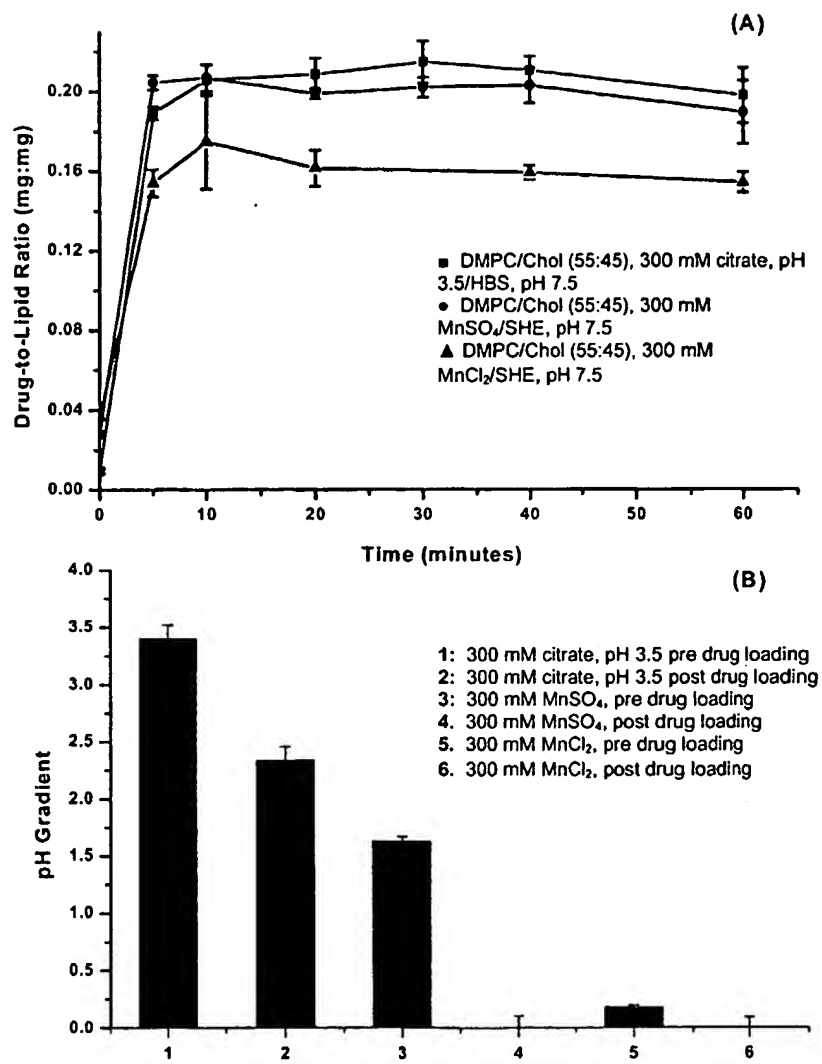 (A)
Drug-to-Lipid Ratio (mg:mg)
0.20
0.16
0.12
0.08
0.04
0.00
■ DMPC/Chol (55:45), 300 mM citrate, pH
3.5/HBS, pH 7.5
● DMPC/Chol (55:45), 300 mM
MnSO₄/SHE, pH 7.5
▲ DMPC/Chol (55:45), 300 mM
MnCl₂/SHE, pH 7.5
0 10 20 30 40 50 60
Time (minutes)
(B)
pH Gradient
4.0
3.5
3.0
2.5
2.0
1.5
1.0
0.5
0.0
1: 300 mM citrate, pH 3.5 pre drug loading
2: 300 mM citrate, pH 3.5 post drug loading
3: 300 mM MnSO₄, pre drug loading
4. 300 mM MnSO₄, post drug loading
5. 300 mM MnCl₂, pre drug loading
6. 300 mM MnCl₂, post drug loading
1 2 3 4 5 6